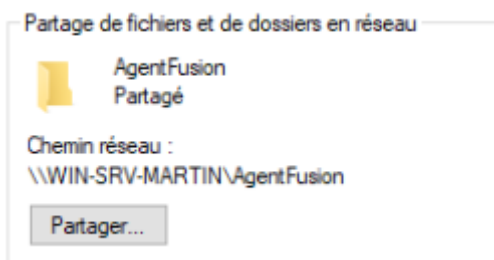 Partage de fichiers et de dossiers en réseau
AgentFusion
Partagé
Chemin réseau :
\\WIN-SRV-MARTIN\AgentFusion
Partager...